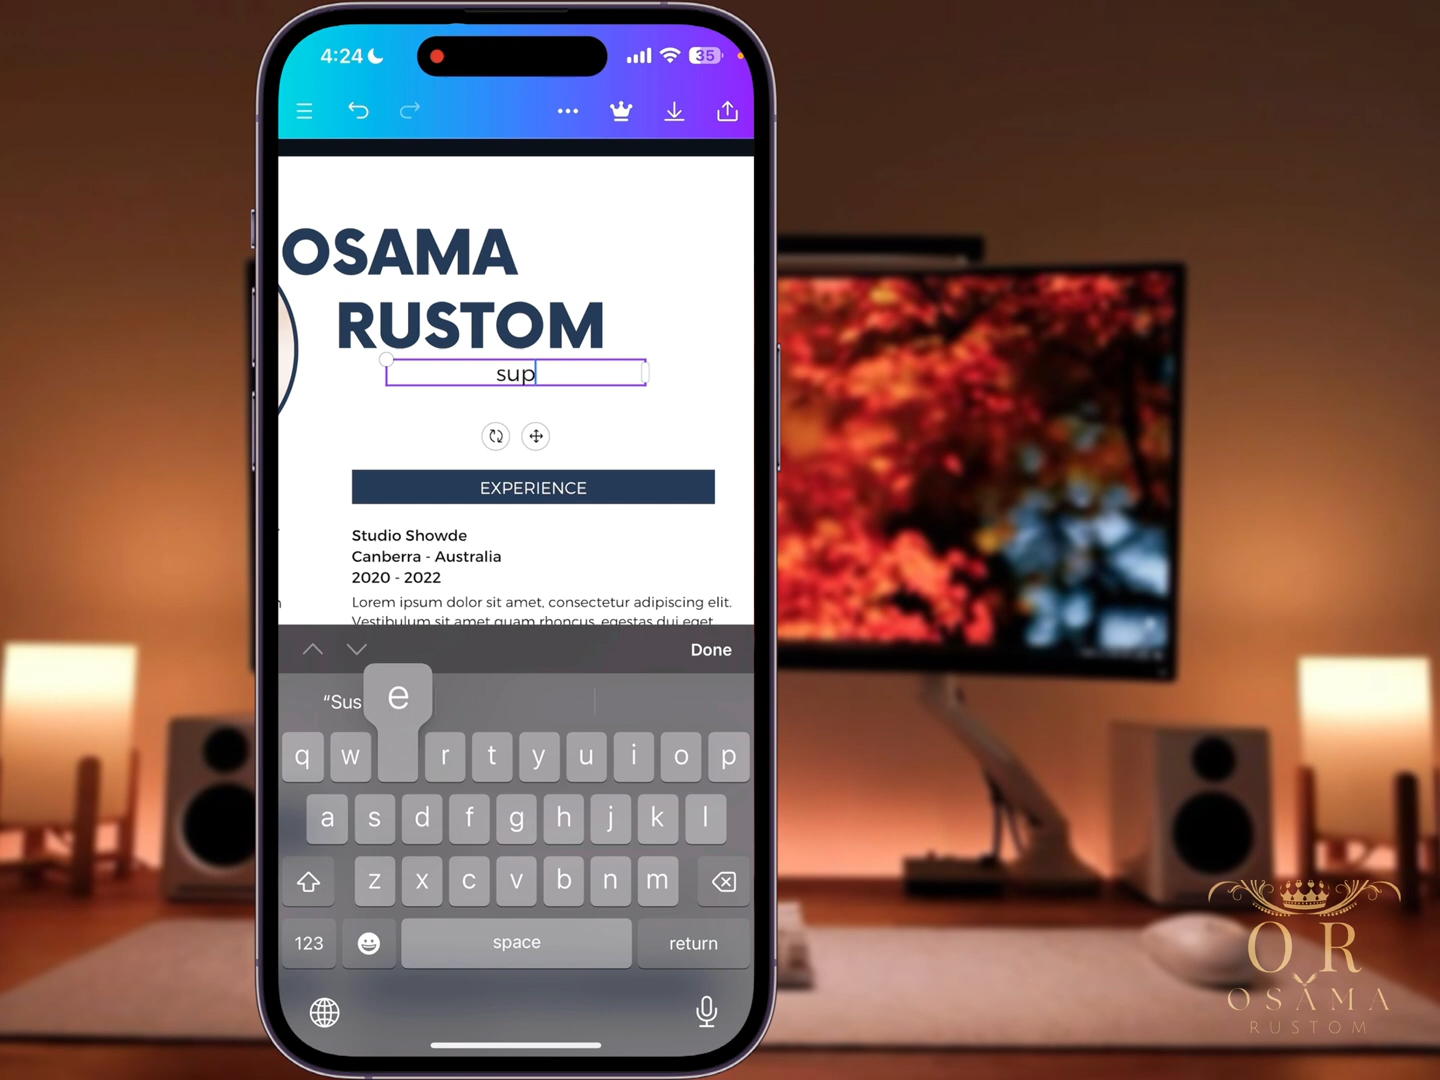 4:24
35
OSAMA
RUSTOM
sup
EXPERIENCE
Studio Showde
Canberra - Australia
2020 - 2022
Lorem ipsum dolor sit amet, consectetur adipiscing elit.
Vestibulum sit amet quam rhoncus, egestas dui eget
Done
“Sus
e
q w r t y u i o p
a s d f g h j k l
z x c v b n m
123 space return
O R
OSAMA
RUSTOM